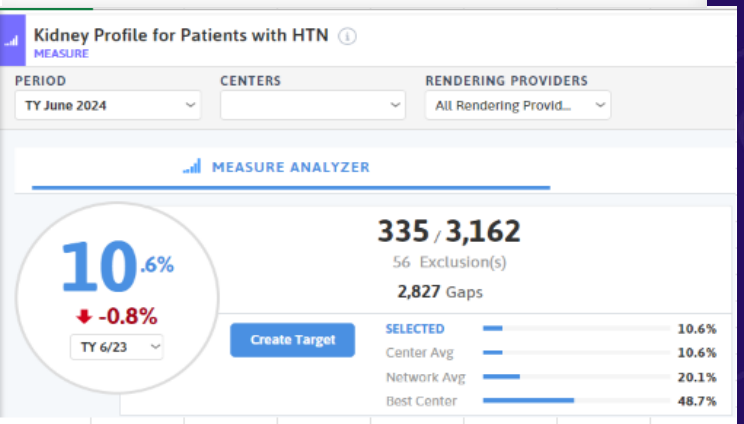 Kidney Profile for Patients with HTN
MEASURE
PERIOD CENTERS RENDERING PROVIDERS
TY June 2024 All Rendering Provid...
MEASURE ANALYZER
10.6%
-0.8%
TY 6/23
335 / 3,162
56 Exclusion(s)
2,827 Gaps
Create Target
SELECTED 10.6%
Center Avg 10.6%
Network Avg 20.1%
Best Center 48.7%